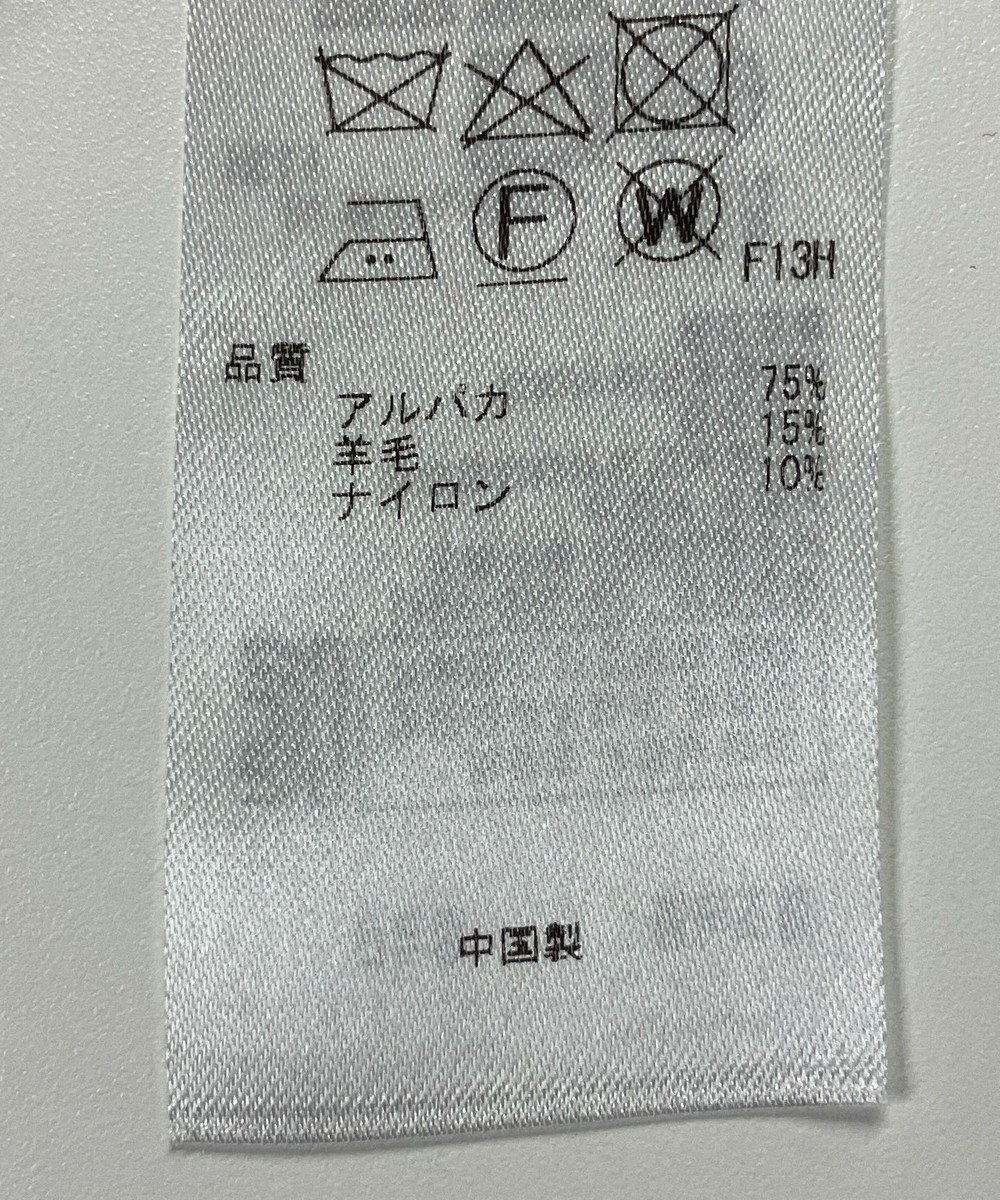 F W F13H
品質
アルパカ 75%
羊毛 15%
ナイロン 10%
中国製